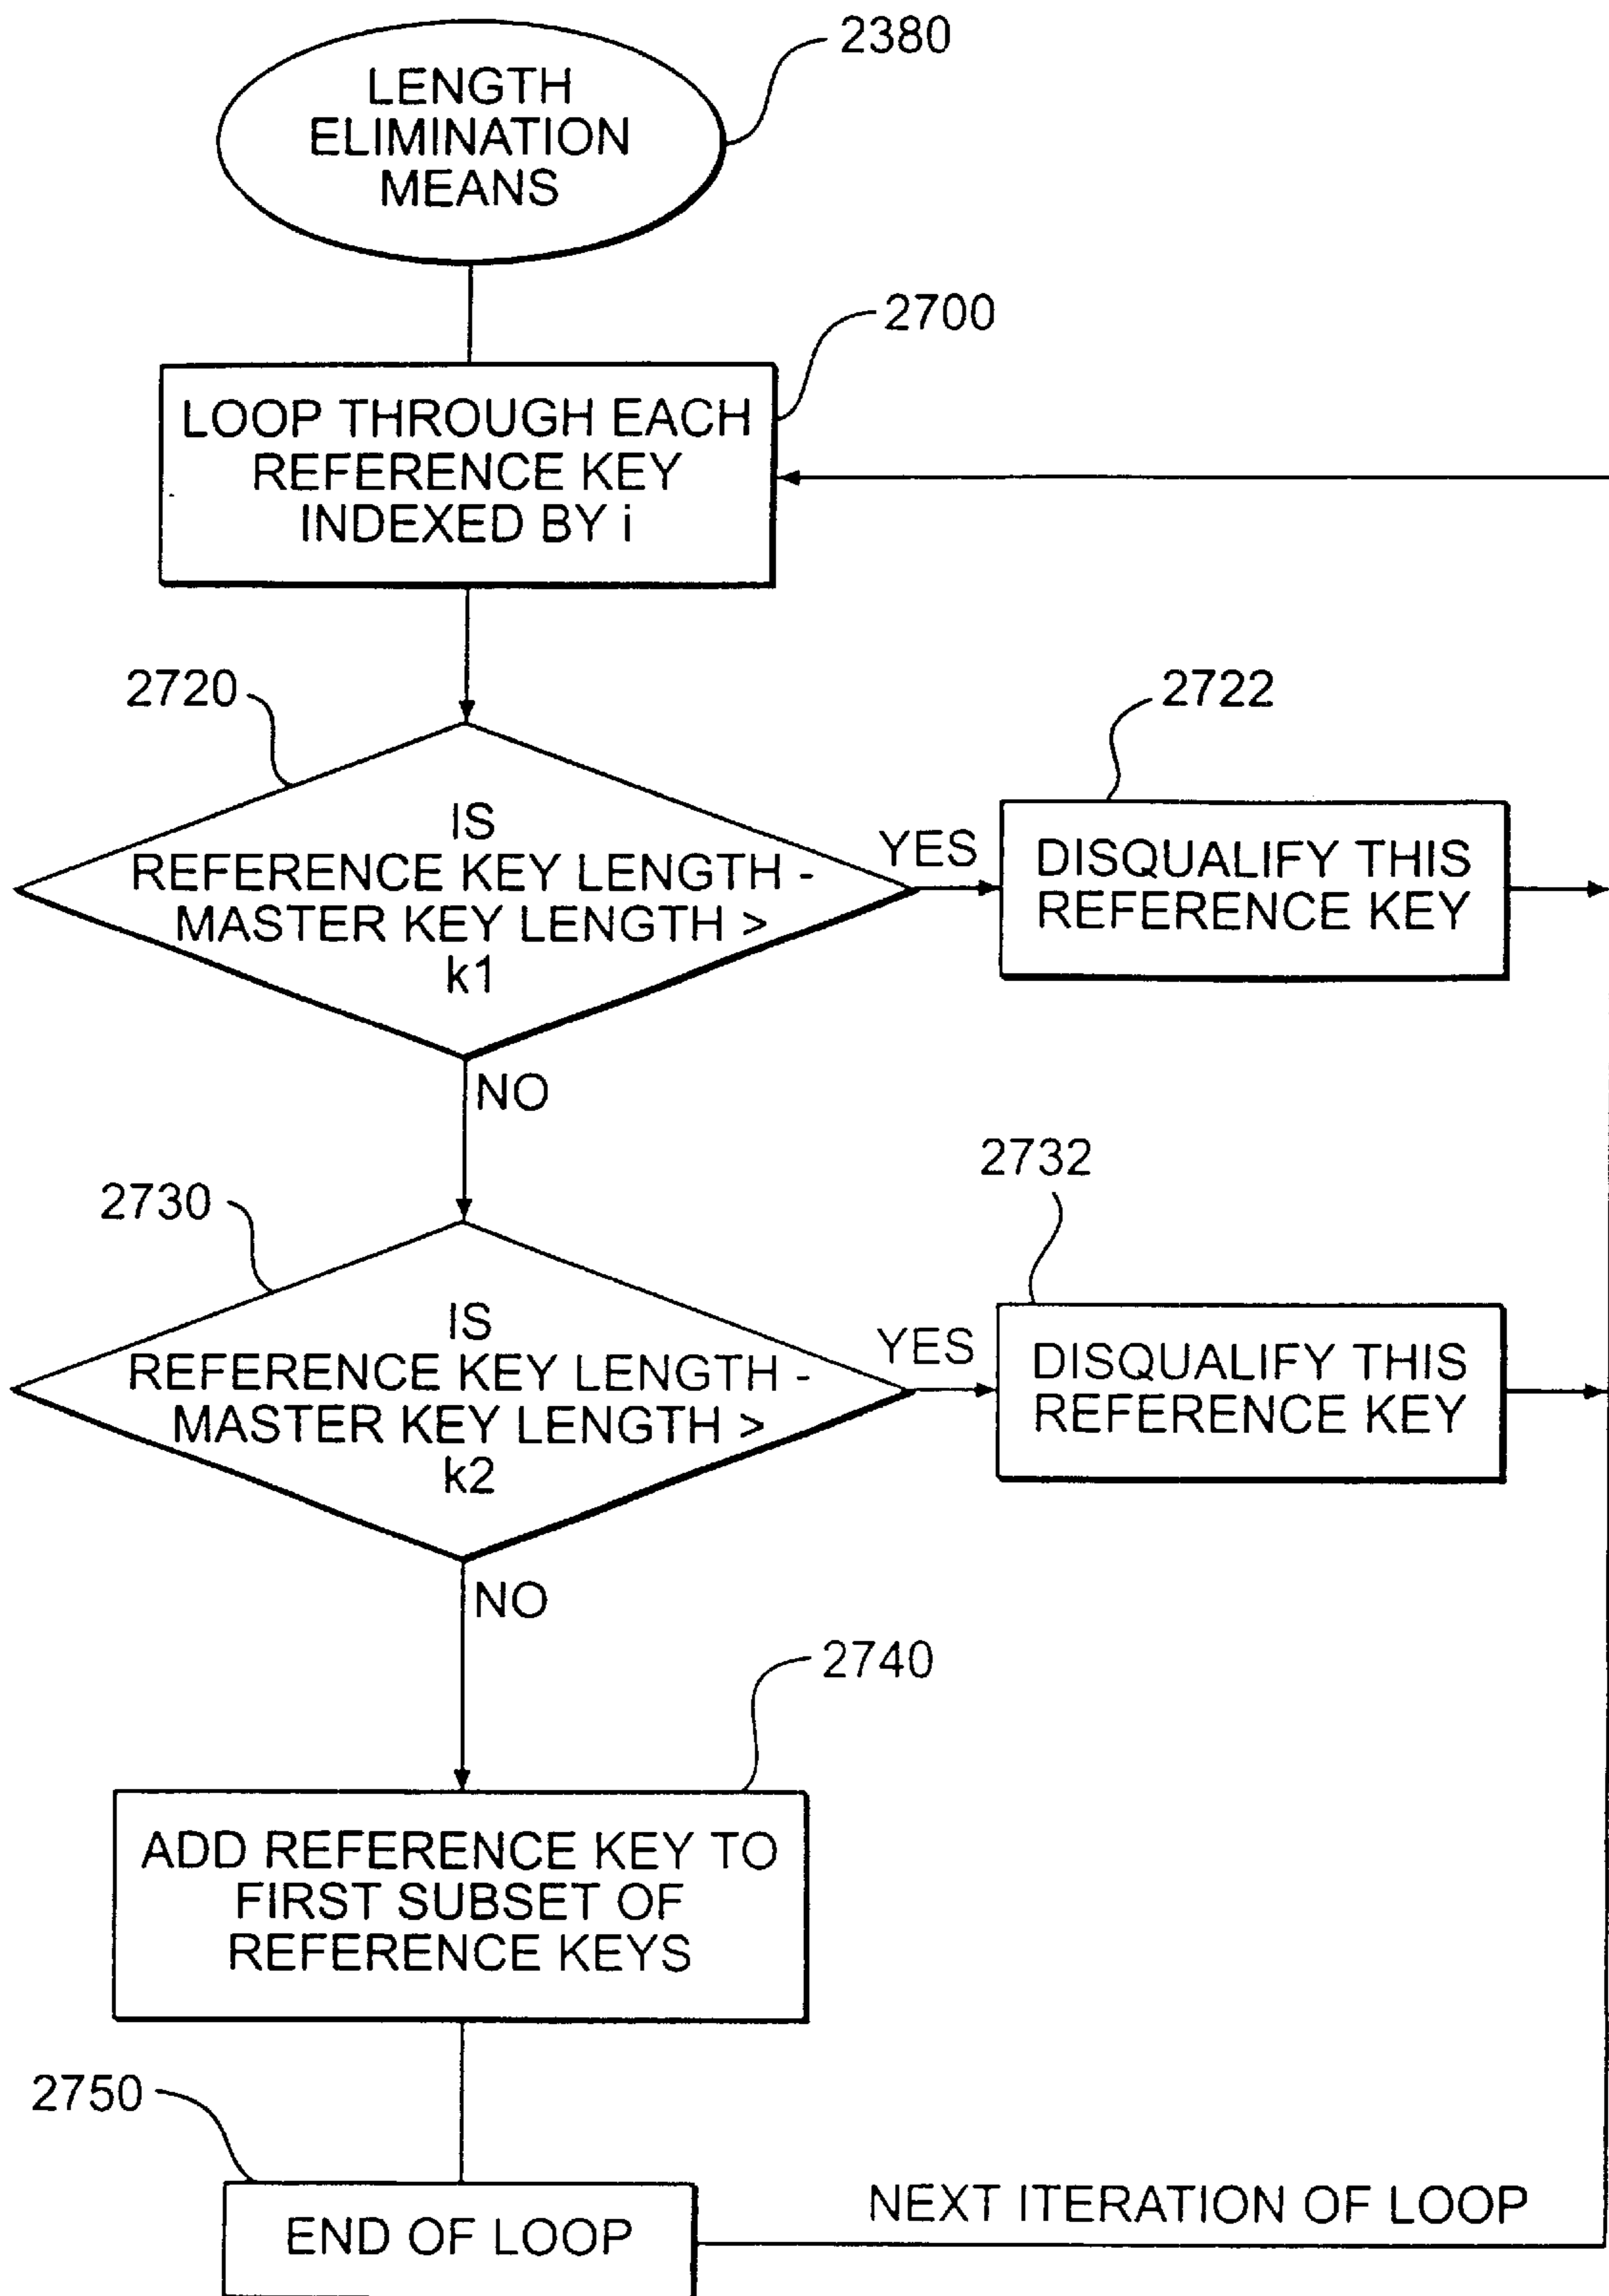 2380
LENGTH
ELIMINATION
MEANS
2700
LOOP THROUGH EACH
REFERENCE KEY
INDEXED BY i
2720
2722
IS
REFERENCE KEY LENGTH -
MASTER KEY LENGTH >
k1
YES
DISQUALIFY THIS
REFERENCE KEY
NO
2732
2730
IS
REFERENCE KEY LENGTH -
MASTER KEY LENGTH >
k2
YES
DISQUALIFY THIS
REFERENCE KEY
NO
2740
ADD REFERENCE KEY TO
FIRST SUBSET OF
REFERENCE KEYS
2750
END OF LOOP
NEXT ITERATION OF LOOP